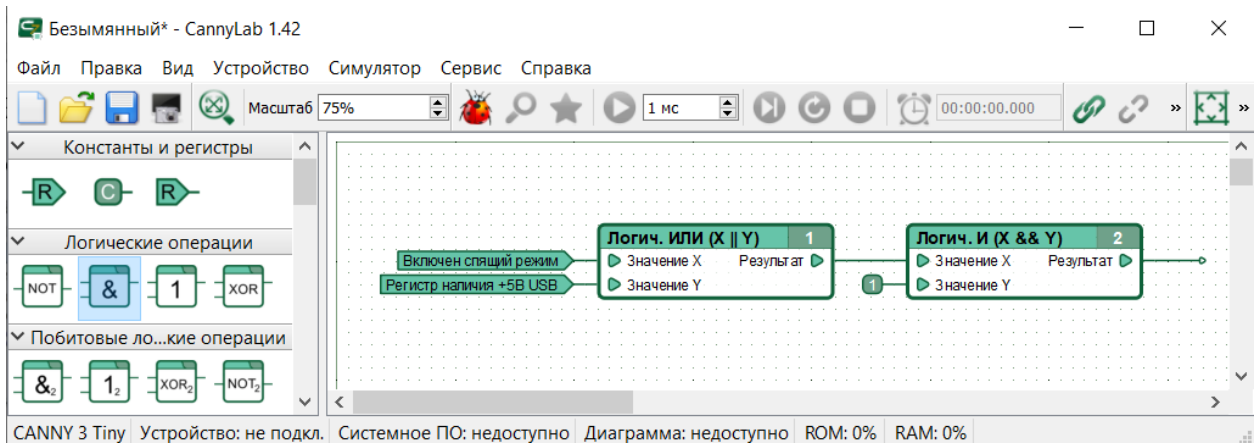 Безымянный* - CannyLab 1.42
Файл Правка Вид Устройство Симулятор Сервис Справка
Масштаб 75% 1 мс 00:00:00.000 » »
Константы и регистры
R C R
Логические операции
NOT & 1 XOR
Побитовые ло...кие операции
&2 12 XOR2 NOT2
Логич. ИЛИ (X || Y) 1
Включен спящий режим Значение X Результат
Регистр наличия +5В USB Значение Y
Логич. И (X && Y) 2
Значение X Результат
1 Значение Y
CANNY 3 Tiny Устройство: не подкл. Системное ПО: недоступно Диаграмма: недоступно ROM: 0% RAM: 0%